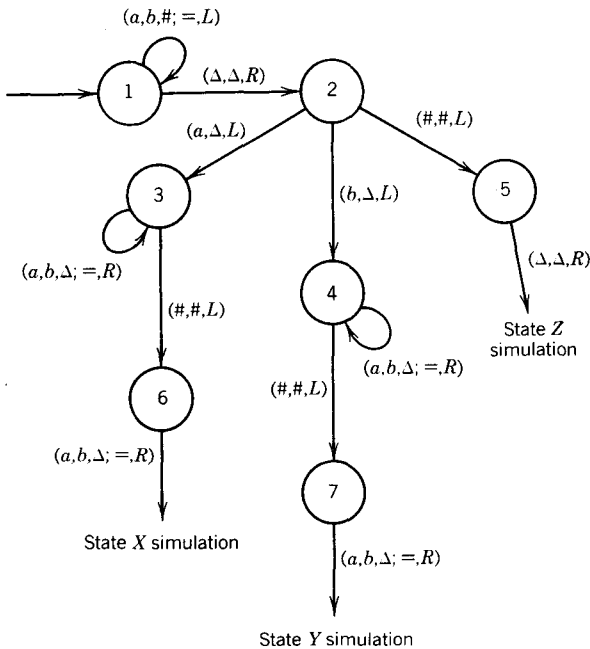 (a,b,#; =,L)
1
(Δ,Δ,R)
2
(a,Δ,L)
(#,#,L)
3
5
(b,Δ,L)
(a,b,Δ; =,R)
4
(Δ,Δ,R)
(#,#,L)
State Z
simulation
(a,b,Δ; =,R)
6
(#,#,L)
(a,b,Δ; =,R)
7
State X simulation
(a,b,Δ; =,R)
State Y simulation